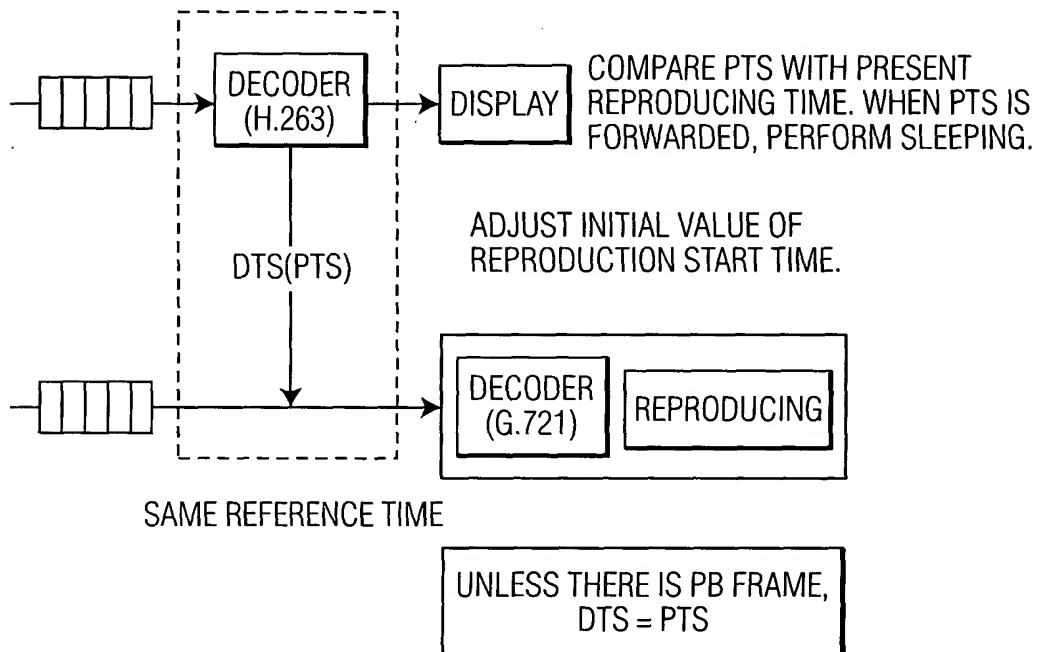 DECODER
(H.263)
DISPLAY
COMPARE PTS WITH PRESENT
REPRODUCING TIME. WHEN PTS IS
FORWARDED, PERFORM SLEEPING.
DTS(PTS)
ADJUST INITIAL VALUE OF
REPRODUCTION START TIME.
DECODER
(G.721)
REPRODUCING
SAME REFERENCE TIME
UNLESS THERE IS PB FRAME,
DTS = PTS